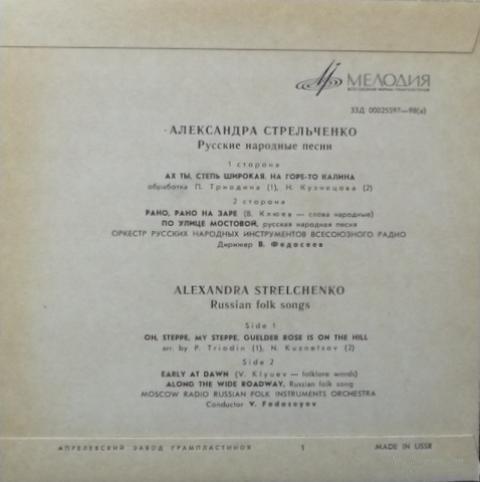 МЕЛОДИЯ
ВСЕСОЮЗНАЯ ФИРМА ГРАМПЛАСТИНОК
33Д 00025597—98(a)
АЛЕКСАНДРА СТРЕЛЬЧЕНКО
Русские народные песни
1 сторона
АХ ТЫ, СТЕПЬ ШИРОКАЯ, НА ГОРЕ-ТО КАЛИНА
обработка П. Триодина (1), Н. Кузнецова (2)
2 сторона
РАНО, РАНО НА ЗАРЕ (В. Клюев — слова народные)
ПО УЛИЦЕ МОСТОВОЙ, русская народная песня
ОРКЕСТР РУССКИХ НАРОДНЫХ ИНСТРУМЕНТОВ ВСЕСОЮЗНОГО РАДИО
Дирижер В. Федосеев
ALEXANDRA STRELCHENKO
Russian folk songs
Side 1
OH, STEPPE, MY STEPPE, GUELDER ROSE IS ON THE HILL
arr. by P. Triodin (1), N. Kuznetsov (2)
Side 2
EARLY AT DAWN (V. Klyuev — folklore words)
ALONG THE WIDE ROADWAY, Russian folk song
MOSCOW RADIO RUSSIAN FOLK INSTRUMENTS ORCHESTRA
Conductor V. Fedoseyev
АПРЕЛЕВСКИЙ ЗАВОД ГРАМПЛАСТИНОК 1 MADE IN USSR